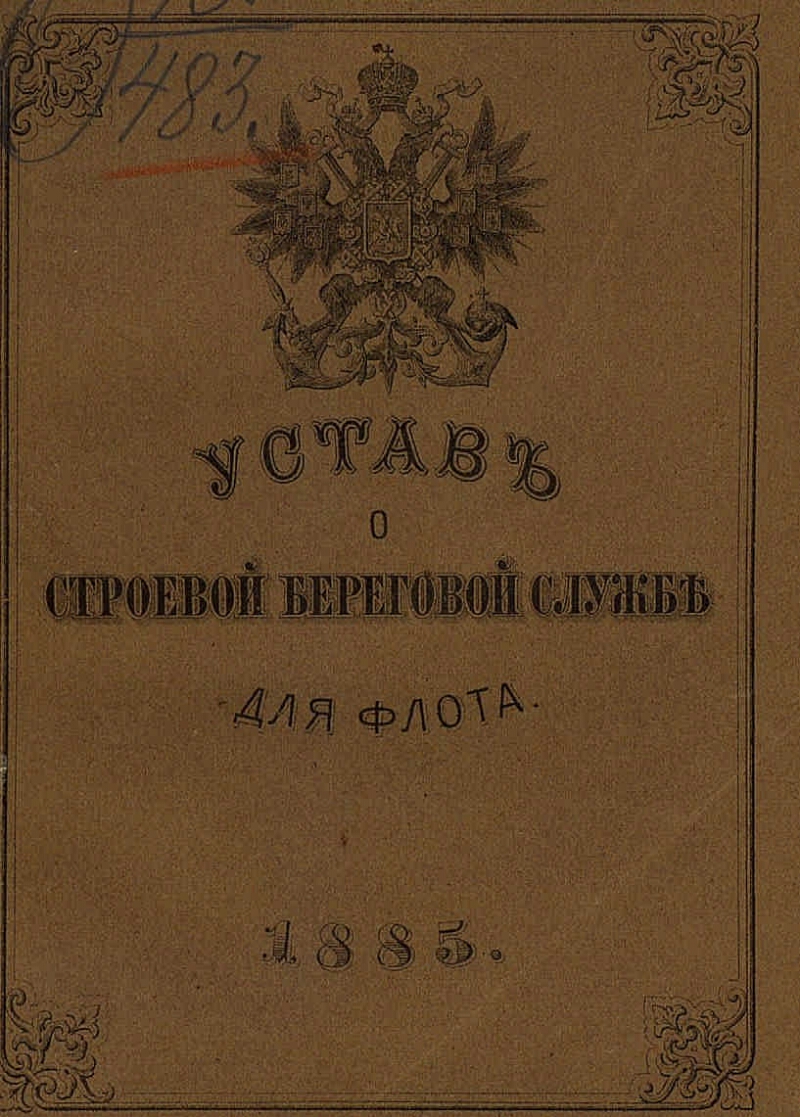 483.
УСТАВЪ
О
СТРОЕВОЙ БЕРЕГОВОЙ СЛУЖБѢ
ДЛЯ ФЛОТА.
1885.